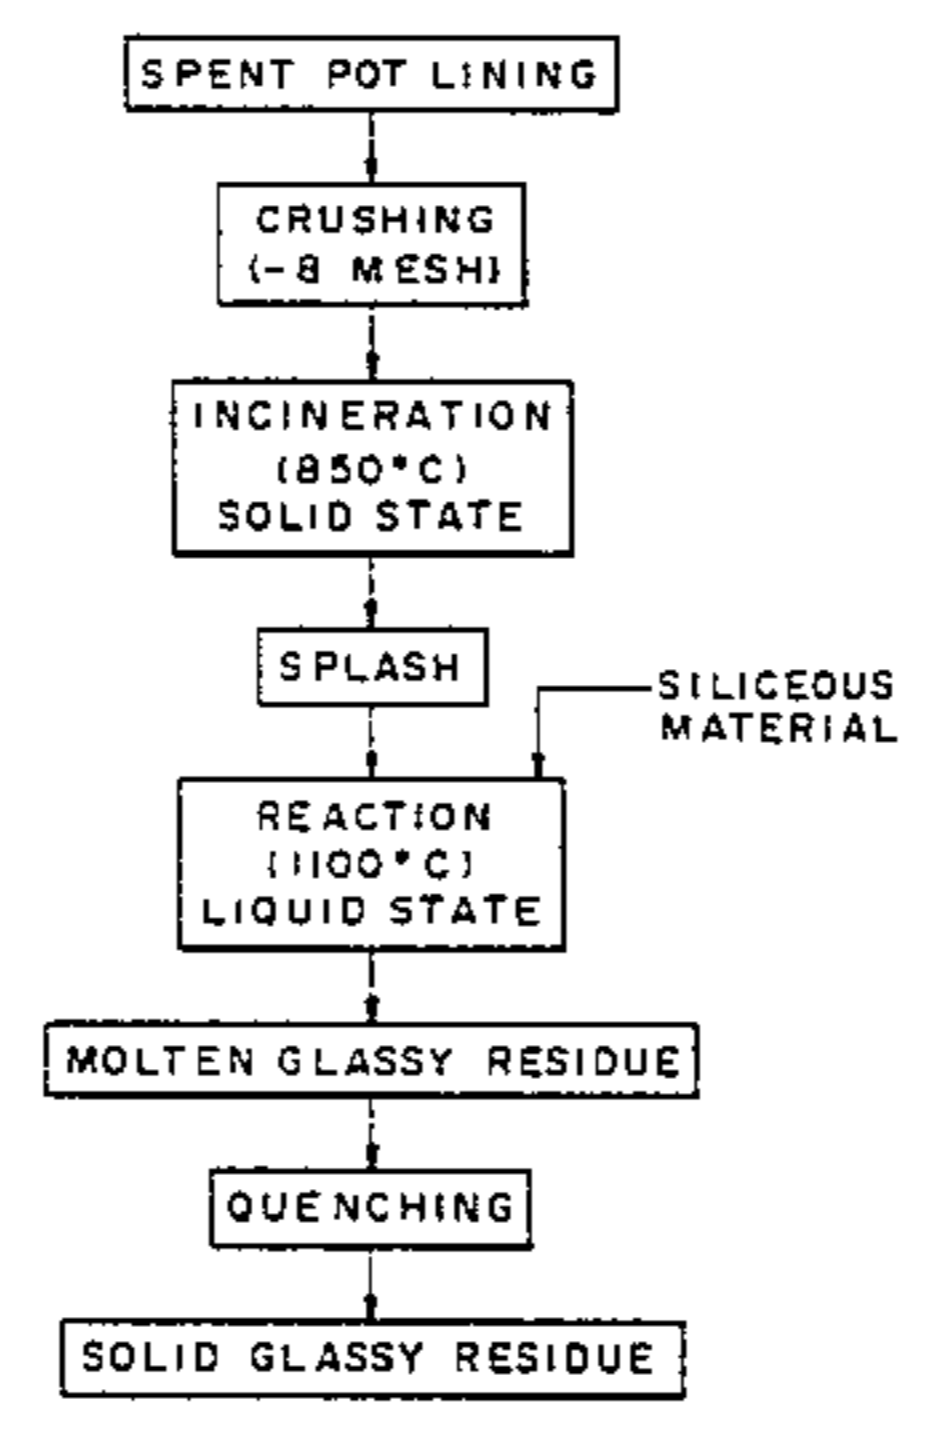 SPENT POT LINING
CRUSHING
(-8 MESH)
INCINERATION
(850°C)
SOLID STATE
SPLASH
SILICEOUS
MATERIAL
REACTION
(1100°C)
LIQUID STATE
MOLTEN GLASSY RESIDUE
QUENCHING
SOLID GLASSY RESIDUE